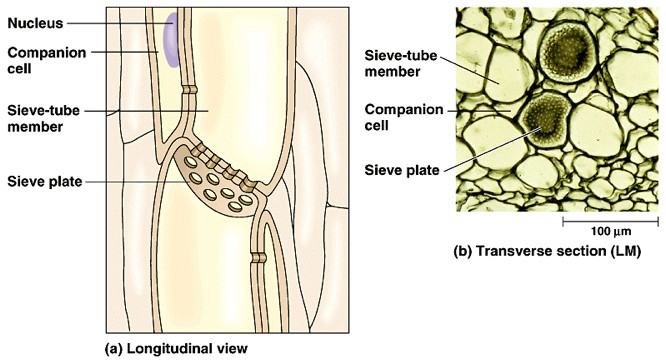 Nucleus
Companion
cell
Sieve-tube
member
Sieve plate
(a) Longitudinal view
Sieve-tube
member
Companion
cell
Sieve plate
100 μm
(b) Transverse section (LM)